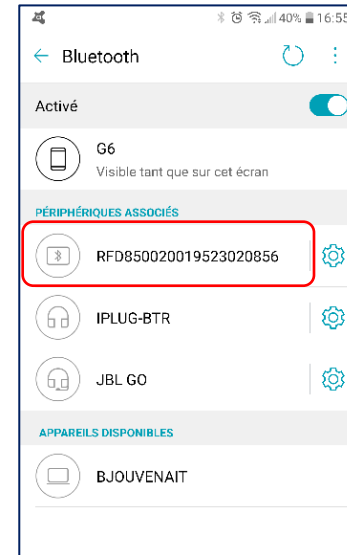 40% 16:55
Bluetooth
Activé
G6
Visible tant que sur cet écran
PÉRIPHÉRIQUES ASSOCIÉS
RFD850020019523020856
IPLUG-BTR
JBL GO
APPAREILS DISPONIBLES
BJOUVENAIT